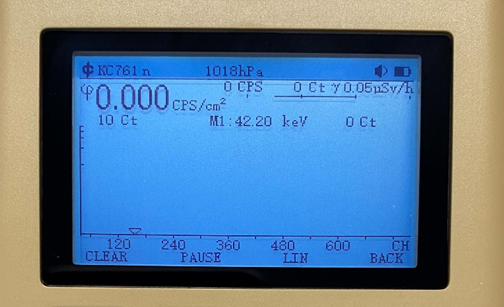 KC761n 1018hPa
φ0.000 CPS/cm² 0 CPS 0 Ct γ 0.05µSv/h
10 Ct M1:42.20 keV 0 Ct
120 240 360 480 600 CH
CLEAR PAUSE LIN BACK